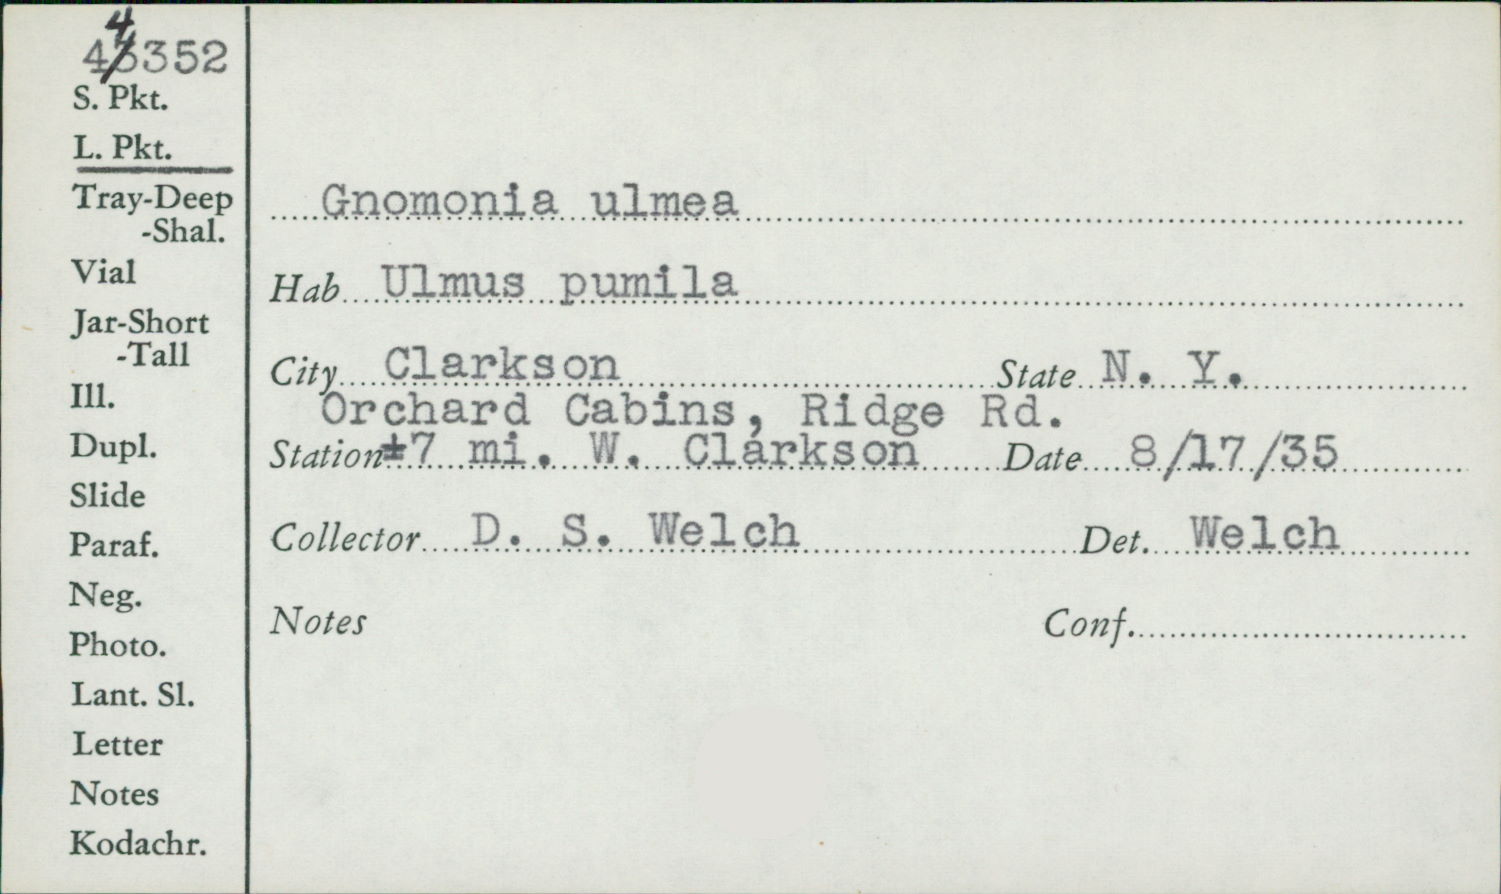 4
43352
S. Pkt.
L. Pkt.
Tray-Deep
-Shal.
Vial
Jar-Short
-Tall
Ill.
Dupl.
Slide
Paraf.
Neg.
Photo.
Lant. Sl.
Letter
Notes
Kodachr.
Gnomonia ulmea
Hab Ulmus pumila
City Clarkson State N. Y.
Orchard Cabins, Ridge Rd.
Station ±7 mi. W. Clarkson Date 8/17/35
Collector D. S. Welch Det. Welch
Notes Conf.